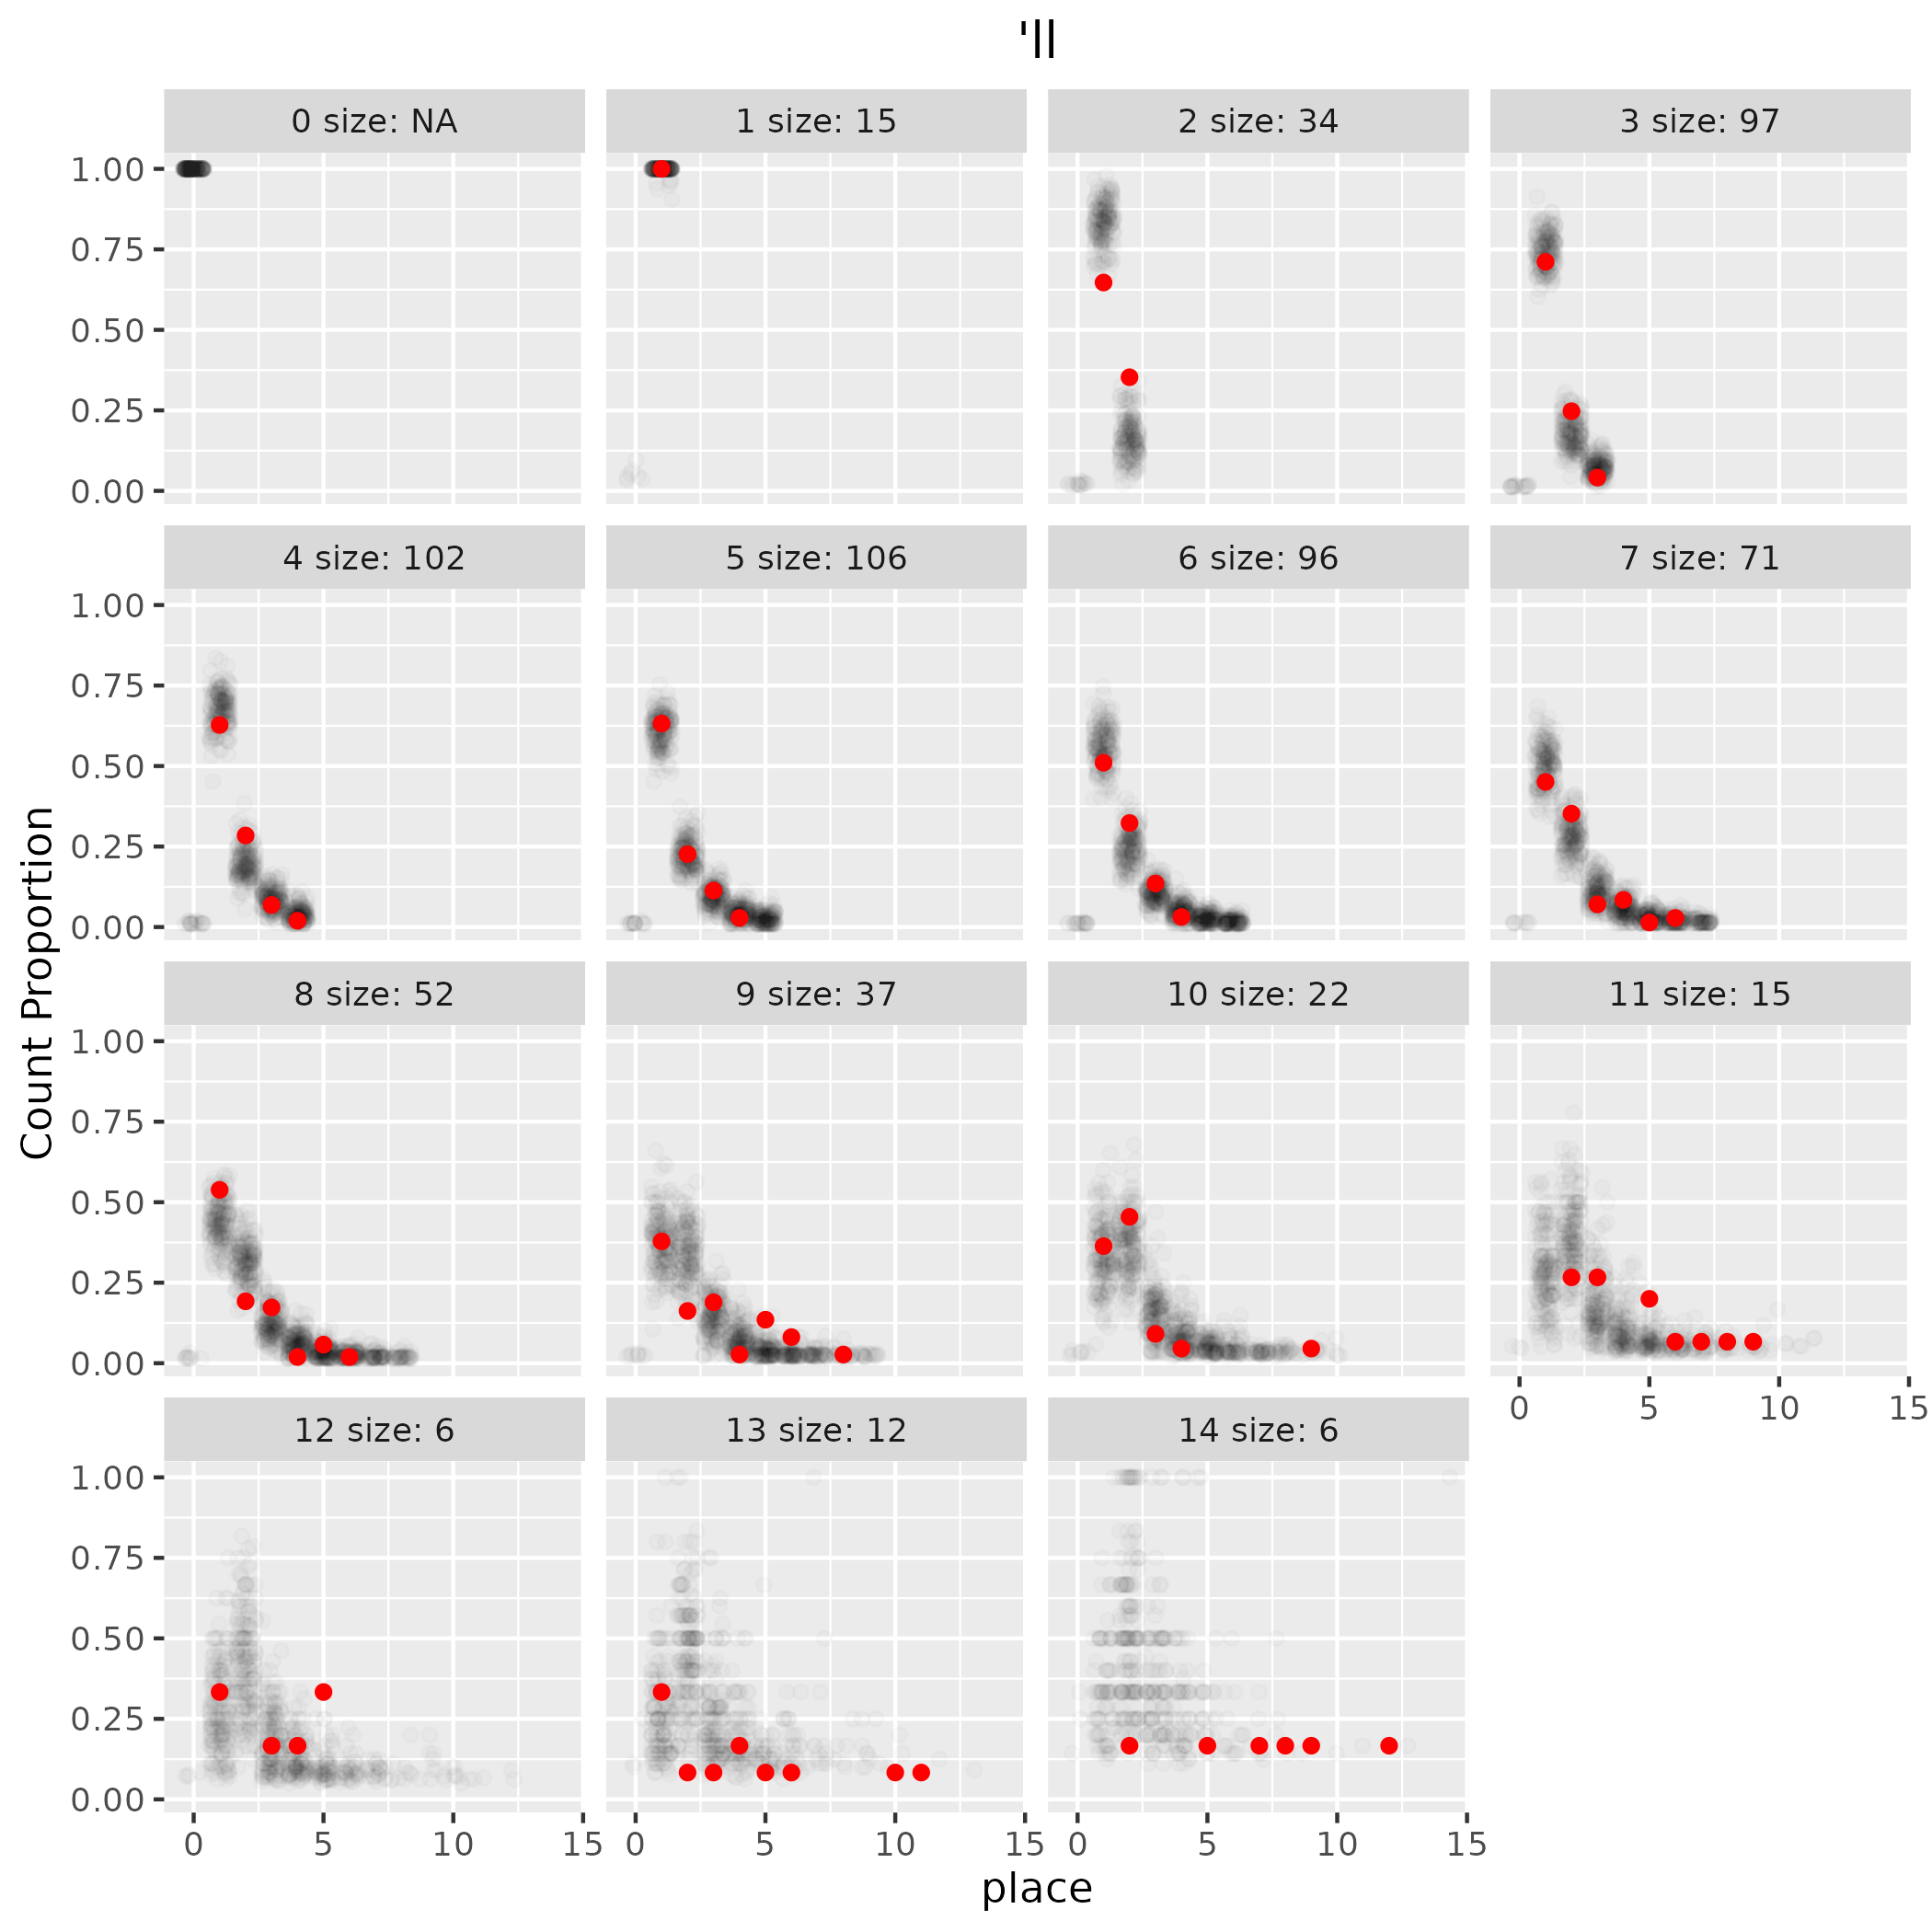 'll
0 size: NA
1 size: 15
2 size: 34
3 size: 97
1.00
0.75
0.50
0.25
0.00
4 size: 102
5 size: 106
6 size: 96
7 size: 71
1.00
0.75
0.50
0.25
0.00
8 size: 52
9 size: 37
10 size: 22
11 size: 15
1.00
0.75
0.50
0.25
0.00
0 5 10 15
12 size: 6
13 size: 12
14 size: 6
1.00
0.75
0.50
0.25
0.00
0 5 10 15
0 5 10 15
0 5 10 15
Count Proportion
place